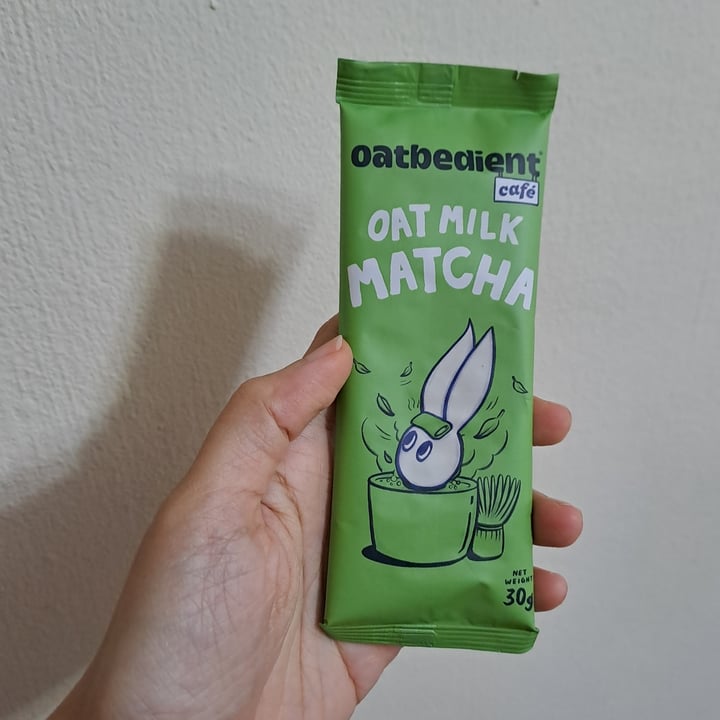 oatbedient
café
OAT MILK
MATCHA
NET
WEIGHT
30g